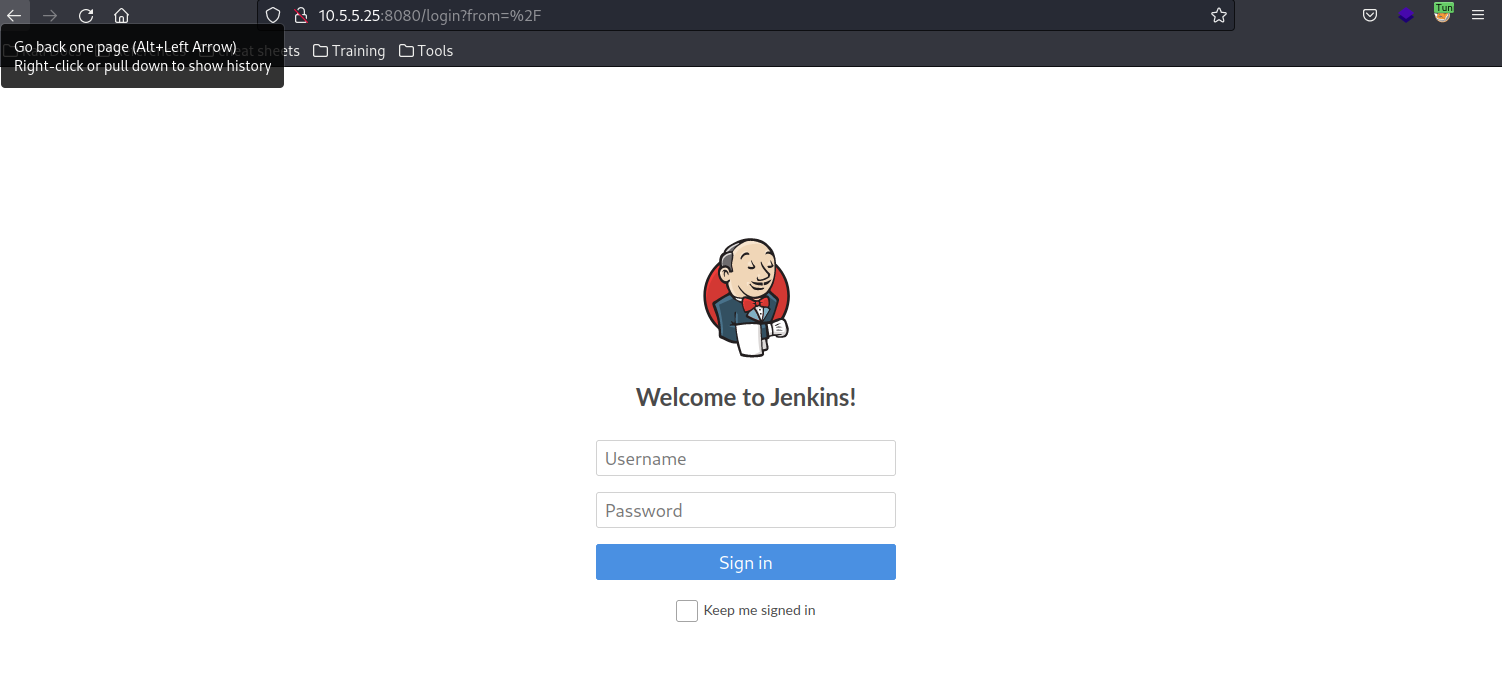 10.5.5.25:8080/login?from=%2F
Tun
Go back one page (Alt+Left Arrow)
Right-click or pull down to show history
sheets
Training
Tools
Welcome to Jenkins!
Username
Password
Sign in
Keep me signed in